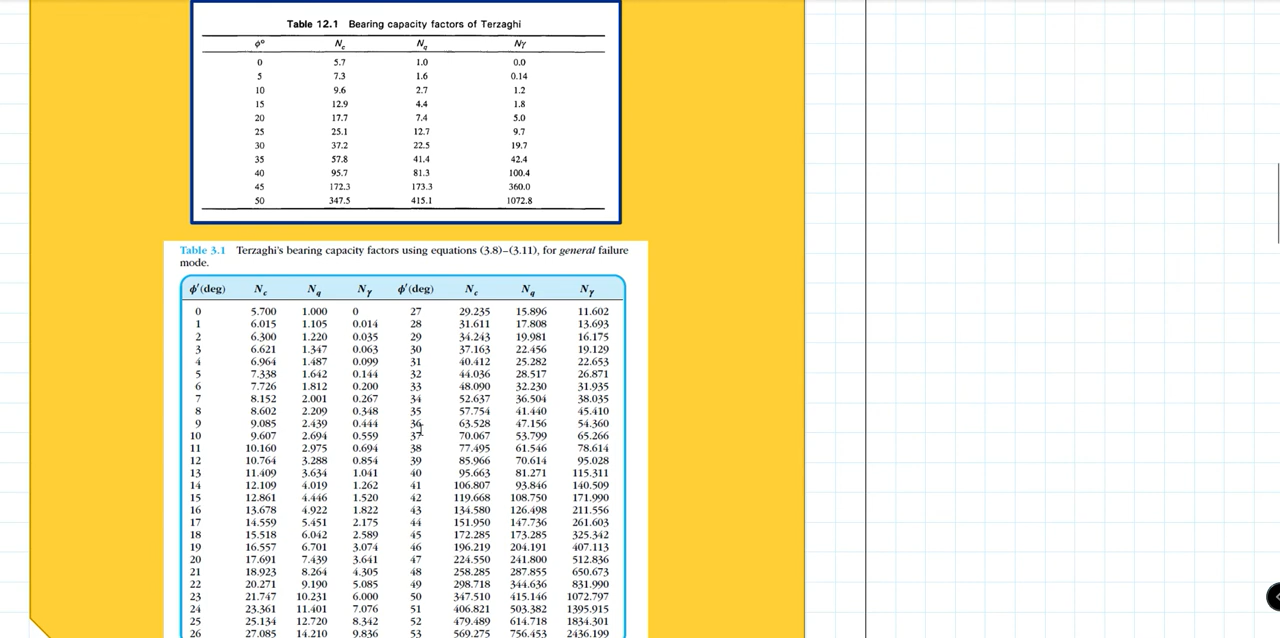 Table 12.1 Bearing capacity factors of Terzaghi
φ° Nc Nq Nγ
0 5.7 1.0 0.0
5 7.3 1.6 0.14
10 9.6 2.7 1.2
15 12.9 4.4 1.8
20 17.7 7.4 5.0
25 25.1 12.7 9.7
30 37.2 22.5 19.7
35 57.8 41.4 42.4
40 95.7 81.3 100.4
45 172.3 173.3 360.0
50 347.5 415.1 1072.8
Table 3.1 Terzaghi's bearing capacity factors using equations (3.8)–(3.11), for general failure
mode.
φ'(deg) Nc Nq Nγ φ'(deg) Nc Nq Nγ
0 5.700 1.000 0 27 29.235 15.896 11.602
1 6.015 1.105 0.014 28 31.611 17.808 13.693
2 6.300 1.220 0.035 29 34.243 19.981 16.175
3 6.621 1.347 0.063 30 37.163 22.456 19.129
4 6.964 1.487 0.099 31 40.412 25.282 22.653
5 7.338 1.642 0.144 32 44.036 28.517 26.871
6 7.726 1.812 0.200 33 48.090 32.230 31.935
7 8.152 2.001 0.267 34 52.637 36.504 38.035
8 8.602 2.209 0.348 35 57.754 41.440 45.410
9 9.085 2.439 0.444 36 63.528 47.156 54.360
10 9.607 2.694 0.559 37 70.067 53.799 65.266
11 10.160 2.975 0.694 38 77.495 61.546 78.614
12 10.764 3.288 0.854 39 85.966 70.614 95.028
13 11.409 3.634 1.041 40 95.663 81.271 115.311
14 12.109 4.019 1.262 41 106.807 93.846 140.509
15 12.861 4.446 1.520 42 119.668 108.750 171.990
16 13.678 4.922 1.822 43 134.580 126.498 211.556
17 14.559 5.451 2.175 44 151.950 147.736 261.603
18 15.518 6.042 2.589 45 172.285 173.285 325.342
19 16.557 6.701 3.074 46 196.219 204.191 407.113
20 17.691 7.439 3.641 47 224.550 241.800 512.836
21 18.923 8.264 4.305 48 258.285 287.855 650.673
22 20.271 9.190 5.085 49 298.718 344.636 831.990
23 21.747 10.231 6.000 50 347.510 415.146 1072.797
24 23.361 11.401 7.076 51 406.821 503.382 1395.915
25 25.134 12.720 8.342 52 479.489 614.718 1834.301
26 27.085 14.210 9.836 53 569.275 756.453 2436.199